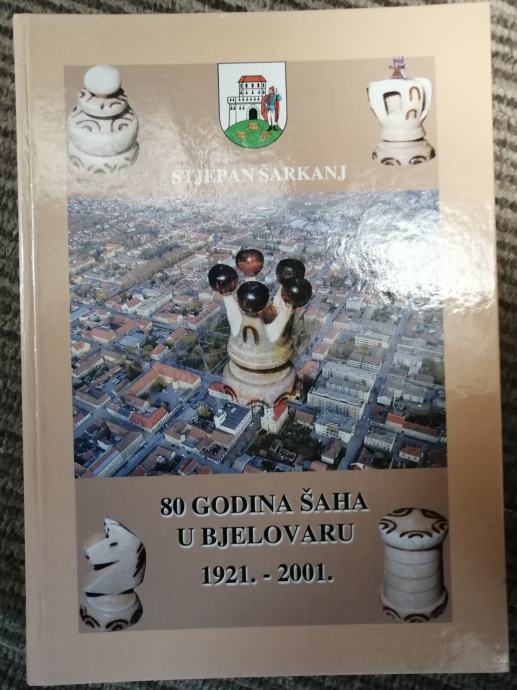 STJEPAN ŠARKANJ
80 GODINA ŠAHA
U BJELOVARU
1921. - 2001.